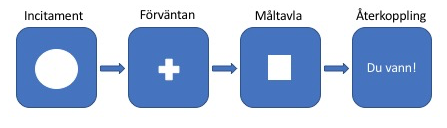 Incitament
Förväntan
Måltavla
Återkoppling
Du vann!